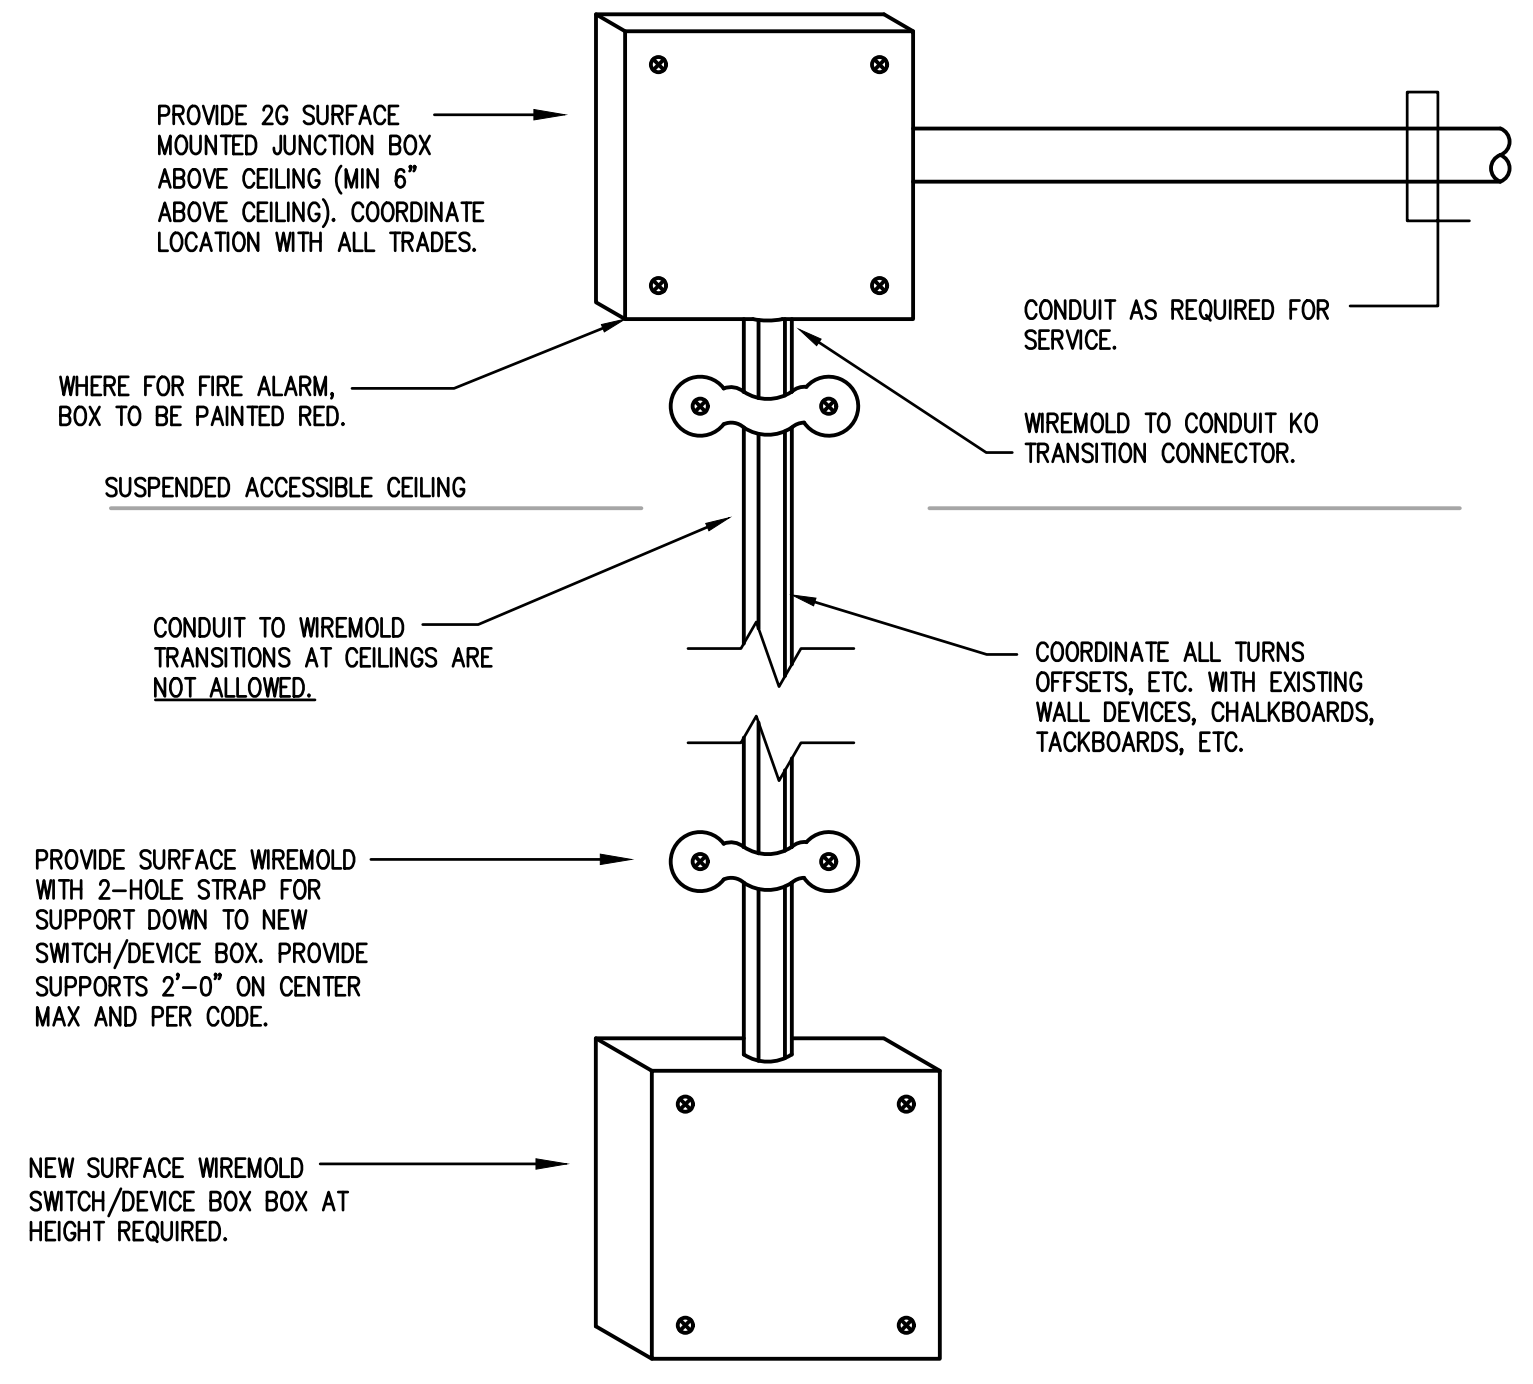 PROVIDE 2G SURFACE
MOUNTED JUNCTION BOX
ABOVE CEILING (MIN 6"
ABOVE CEILING). COORDINATE
LOCATION WITH ALL TRADES.
CONDUIT AS REQUIRED FOR
SERVICE.
WHERE FOR FIRE ALARM,
BOX TO BE PAINTED RED.
WIREMOLD TO CONDUIT KO
TRANSITION CONNECTOR.
SUSPENDED ACCESSIBLE CEILING
CONDUIT TO WIREMOLD
TRANSITIONS AT CEILINGS ARE
NOT ALLOWED.
COORDINATE ALL TURNS
OFFSETS, ETC. WITH EXISTING
WALL DEVICES, CHALKBOARDS,
TACKBOARDS, ETC.
PROVIDE SURFACE WIREMOLD
WITH 2-HOLE STRAP FOR
SUPPORT DOWN TO NEW
SWITCH/DEVICE BOX. PROVIDE
SUPPORTS 2'-0" ON CENTER
MAX AND PER CODE.
NEW SURFACE WIREMOLD
SWITCH/DEVICE BOX BOX AT
HEIGHT REQUIRED.